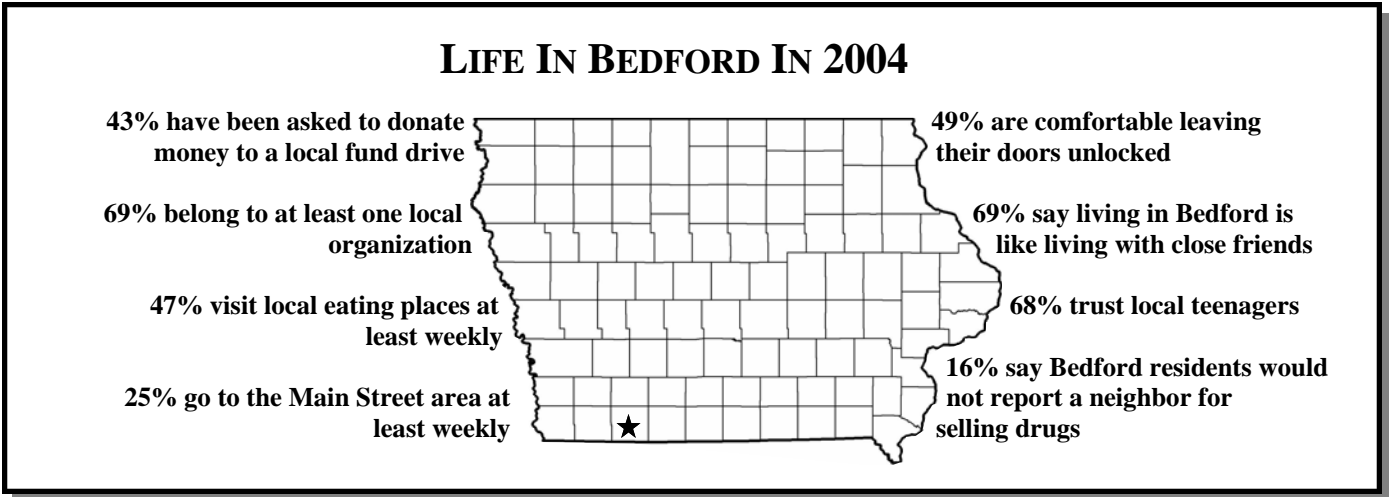 LIFE IN BEDFORD IN 2004
43% have been asked to donate
money to a local fund drive
69% belong to at least one local
organization
47% visit local eating places at
least weekly
25% go to the Main Street area at
least weekly
49% are comfortable leaving
their doors unlocked
69% say living in Bedford is
like living with close friends
68% trust local teenagers
16% say Bedford residents would
not report a neighbor for
selling drugs